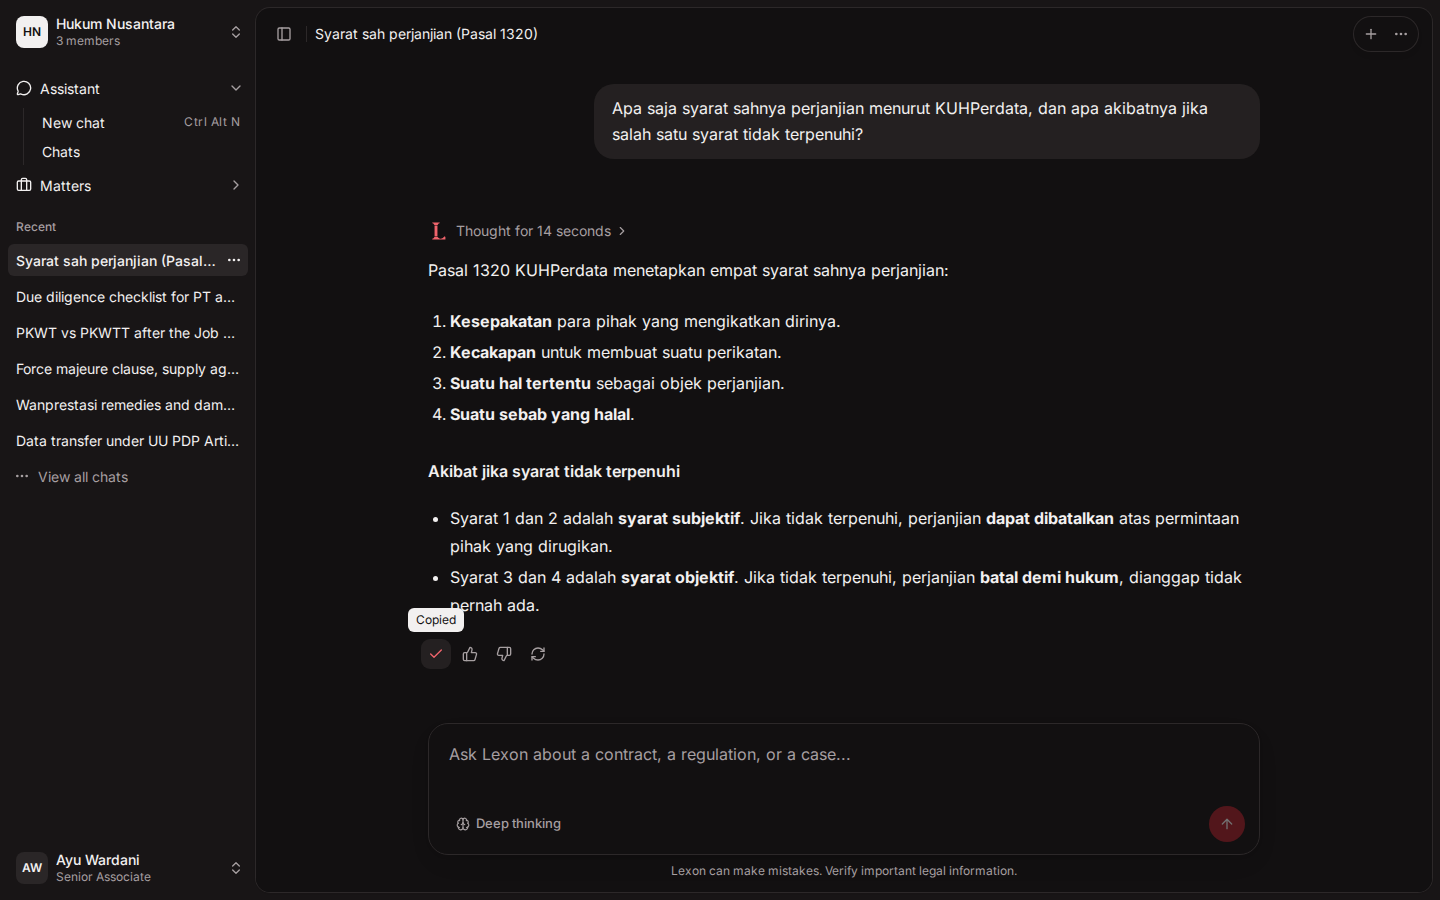 HN
Hukum Nusantara
3 members
Assistant
New chat
Ctrl Alt N
Chats
Matters
Recent
Syarat sah perjanjian (Pasal...
Due diligence checklist for PT a...
PKWT vs PKWTT after the Job ...
Force majeure clause, supply ag...
Wanprestasi remedies and dam...
Data transfer under UU PDP Arti...
View all chats
AW
Ayu Wardani
Senior Associate
Syarat sah perjanjian (Pasal 1320)
Apa saja syarat sahnya perjanjian menurut KUHPerdata, dan apa akibatnya jika
salah satu syarat tidak terpenuhi?
L
Thought for 14 seconds
Pasal 1320 KUHPerdata menetapkan empat syarat sahnya perjanjian:
1. Kesepakatan para pihak yang mengikatkan dirinya.
2. Kecakapan untuk membuat suatu perikatan.
3. Suatu hal tertentu sebagai objek perjanjian.
4. Suatu sebab yang halal.
Akibat jika syarat tidak terpenuhi
• Syarat 1 dan 2 adalah syarat subjektif. Jika tidak terpenuhi, perjanjian dapat dibatalkan atas permintaan
pihak yang dirugikan.
• Syarat 3 dan 4 adalah syarat objektif. Jika tidak terpenuhi, perjanjian batal demi hukum, dianggap tidak
pernah ada.
Copied
Ask Lexon about a contract, a regulation, or a case...
Deep thinking
Lexon can make mistakes. Verify important legal information.